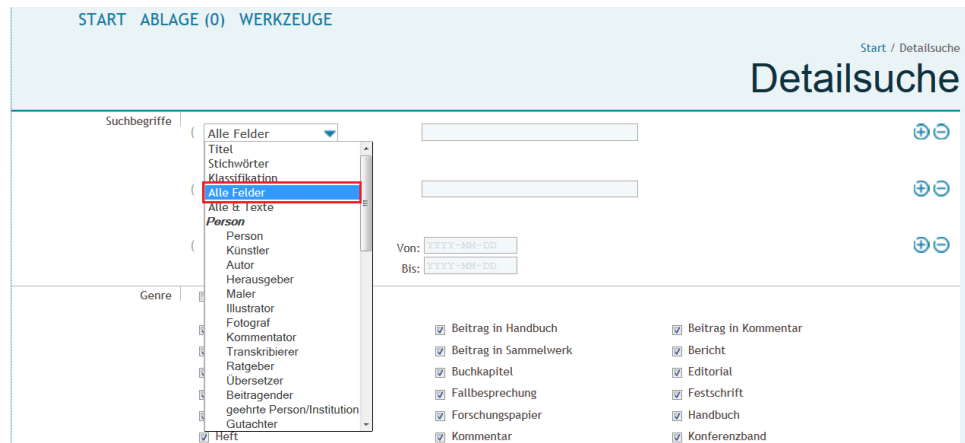 START ABLAGE (0) WERKZEUGE
Start / Detailsuche
Detailsuche
Suchbegriffe
( Alle Felder
Titel
Stichwörter
Klassifikation
( Alle Felder
Alle & Texte
Person
Person
( Künstler
Von: YYYY-MM-DD
Autor
Bis: YYYY-MM-DD
Herausgeber
Maler
Genre
Illustrator
Fotograf
Kommentator
Beitrag in Handbuch
Beitrag in Kommentar
Transkribierer
Beitrag in Sammelwerk
Bericht
Ratgeber
Übersetzer
Buchkapitel
Editorial
Beitragender
Fallbesprechung
Festschrift
geehrte Person/Institution
Forschungspapier
Handbuch
Gutachter
Heft
Kommentar
Konferenzband